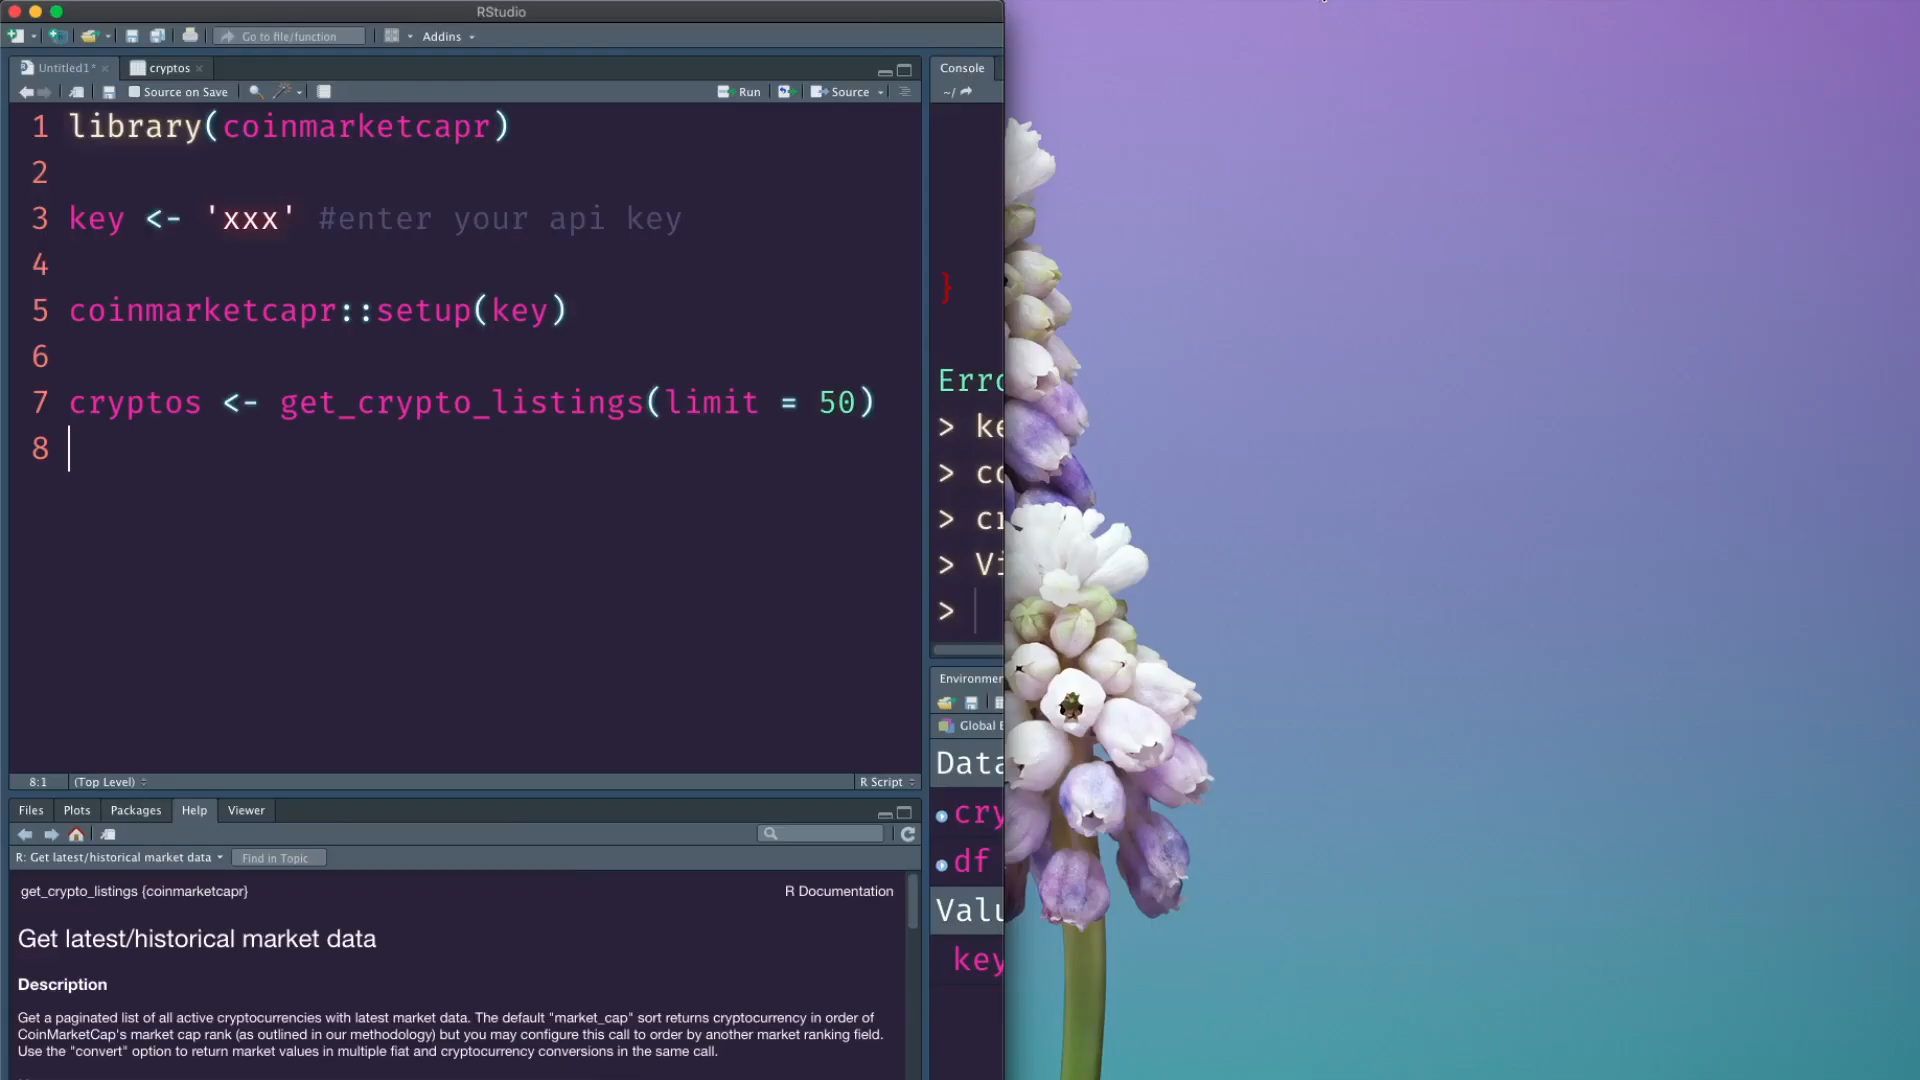 RStudio
Go to file/function
Addins
Untitled1*
cryptos
Source on Save
Run
Source
1 library(coinmarketcapr)
2
3 key <- 'xxx' #enter your api key
4
5 coinmarketcapr::setup(key)
6
7 cryptos <- get_crypto_listings(limit = 50)
8
8:1 (Top Level)
R Script
Files Plots Packages Help Viewer
R: Get latest/historical market data
Find in Topic
get_crypto_listings {coinmarketcapr}
R Documentation
Get latest/historical market data
Description
Get a paginated list of all active cryptocurrencies with latest market data. The default "market_cap" sort returns cryptocurrency in order of
CoinMarketCap's market cap rank (as outlined in our methodology) but you may configure this call to order by another market ranking field.
Use the "convert" option to return market values in multiple fiat and cryptocurrency conversions in the same call.
Console
~/
}
Erro
> ke
> co
> cr
> Vi
>
Environmen
Global E
Data
cry
df
Valu
key